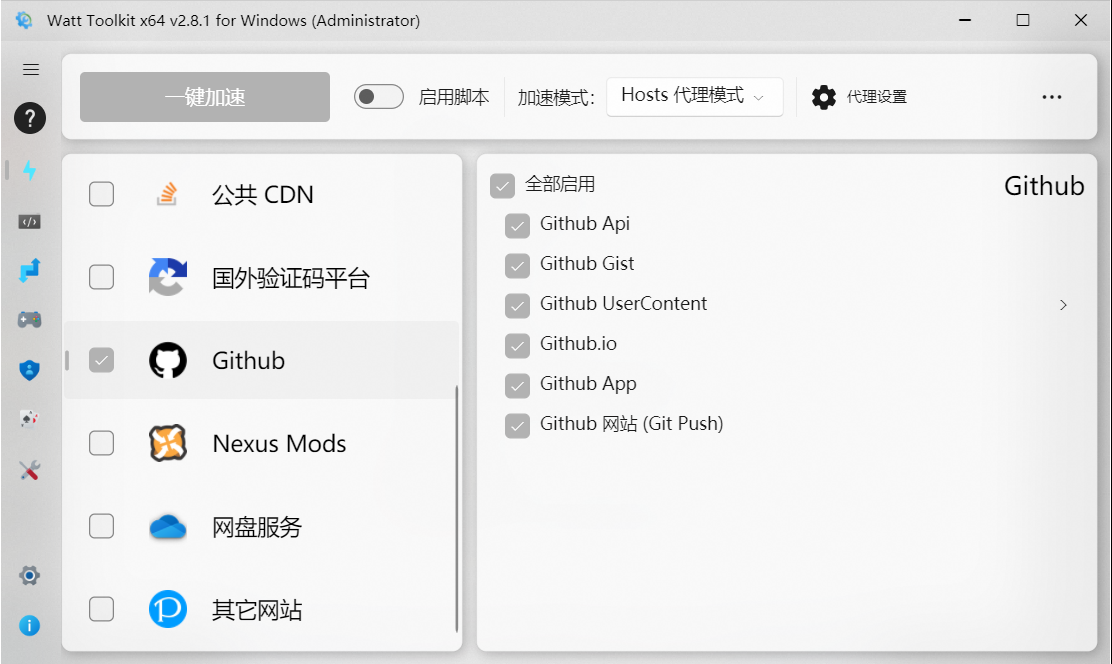 Watt Toolkit x64 v2.8.1 for Windows (Administrator)
一键加速
启用脚本
加速模式：
Hosts 代理模式
代理设置
公共 CDN
国外验证码平台
Github
Nexus Mods
网盘服务
其它网站
全部启用
Github
Github Api
Github Gist
Github UserContent
Github.io
Github App
Github 网站 (Git Push)